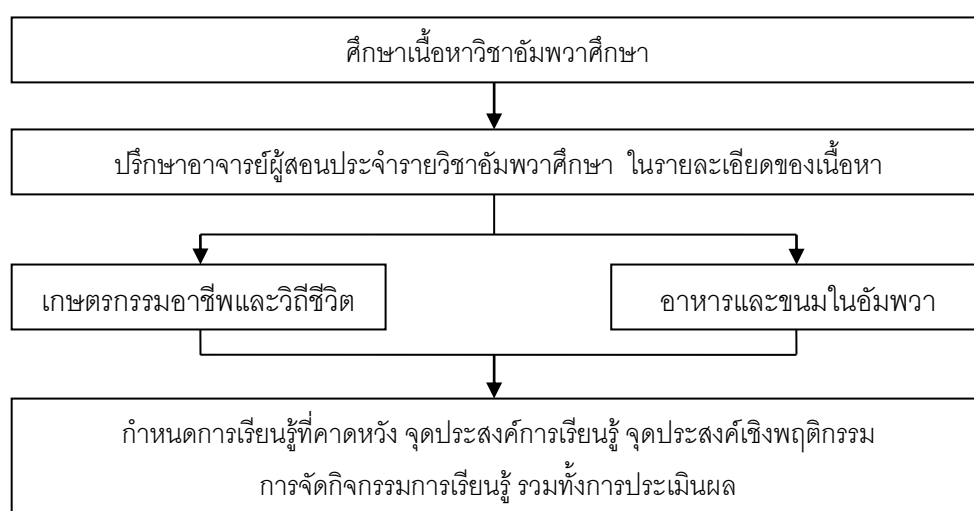 ศึกษาเนื้อหาวิชาอัมพวาศึกษา
ปรึกษาอาจารย์ผู้สอนประจำรายวิชาอัมพวาศึกษา ในรายละเอียดของเนื้อหา
เกษตรกรรมอาชีพและวิถีชีวิต
อาหารและขนมในอัมพวา
กำหนดการเรียนรู้ที่คาดหวัง จุดประสงค์การเรียนรู้ จุดประสงค์เชิงพฤติกรรม
การจัดกิจกรรมการเรียนรู้ รวมทั้งการประเมินผล